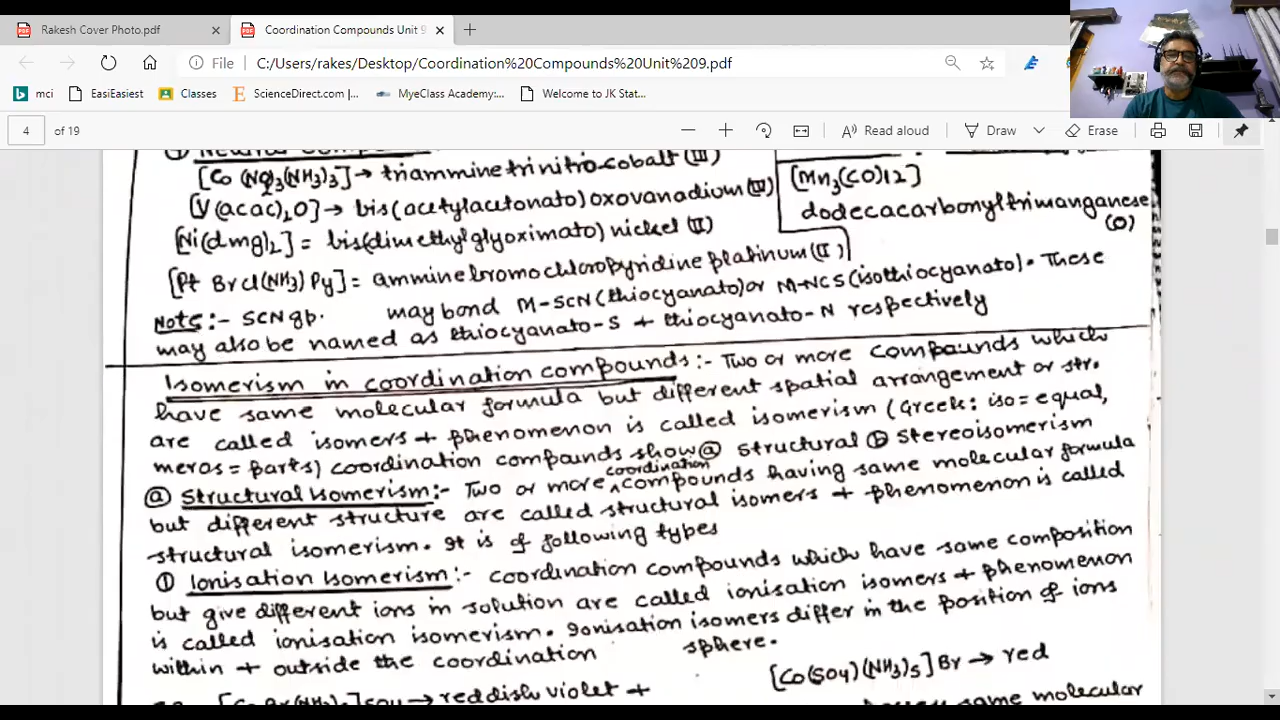 Rakesh Cover Photo.pdf
Coordination Compounds Unit 9
File C:/Users/rakes/Desktop/Coordination%20Compounds%20Unit%209.pdf
mci EasiEasiest Classes ScienceDirect.com |... MyeClass Academy:... Welcome to JK Stat...
4 of 19 Read aloud Draw Erase
[Co(NO2)3(NH3)3] → triamminetrinitrocobalt(III)
[V(acac)2O] → bis(acetylacetonato)oxovanadium(IV)
[Ni(dmg)2] = bis(dimethylglyoximato)nickel(II)
[Pt BrCl(NH3)Py] = amminebromochloropyridineplatinum(II)
[Mn3(CO)12]
dodecacarbonyltrimanganese
(0)
Note:- SCN gp. may bond M-SCN(thiocyanato) or M-NCS(isothiocyanato). These
may also be named as thiocyanato-S + thiocyanato-N respectively
Isomerism in coordination compounds:- Two or more compounds which
have same molecular formula but different spatial arrangement or str.
are called isomers + phenomenon is called isomerism (Greek: iso=equal,
meros=parts) coordination compounds show ⓐ structural ⓑ stereoisomerism
ⓐ Structural Isomerism:- Two or more coordination compounds having same molecular formula
but different structure are called structural isomers + phenomenon is called
structural isomerism. It is of following types
① Ionisation Isomerism:- coordination compounds which have same composition
but give different ions in solution are called ionisation isomers + phenomenon
is called ionisation isomerism. Ionisation isomers differ in the position of ions
within + outside the coordination sphere.
reddish violet + [Co(SO4)(NH3)5]Br → red
same molecular